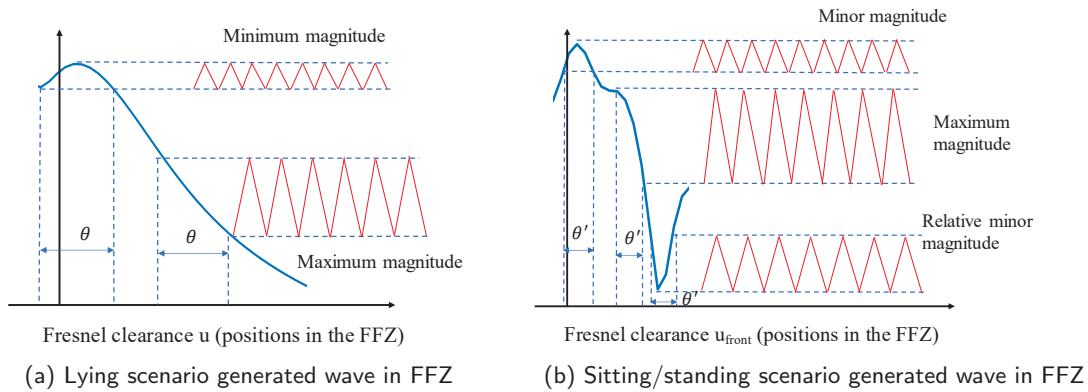 Minimum magnitude
θ
θ
Maximum magnitude
Fresnel clearance u (positions in the FFZ)
(a) Lying scenario generated wave in FFZ
Minor magnitude
Maximum
magnitude
Relative minor
magnitude
θ′
θ′
θ′
Fresnel clearance u_front (positions in the FFZ)
(b) Sitting/standing scenario generated wave in FFZ